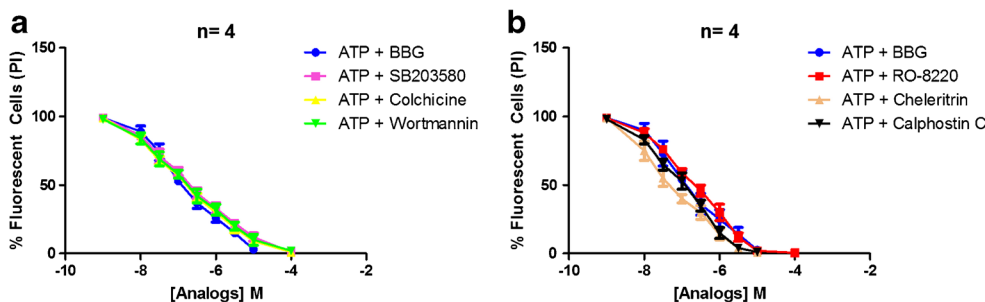 a
n= 4
% Fluorescent Cells (PI)
150
100
50
0
-10
-8
-6
-4
-2
[Analogs] M
ATP + BBG
ATP + SB203580
ATP + Colchicine
ATP + Wortmannin
b
n= 4
% Fluorescent Cells (PI)
150
100
50
0
-10
-8
-6
-4
-2
[Analogs] M
ATP + BBG
ATP + RO-8220
ATP + Cheleritrin
ATP + Calphostin C